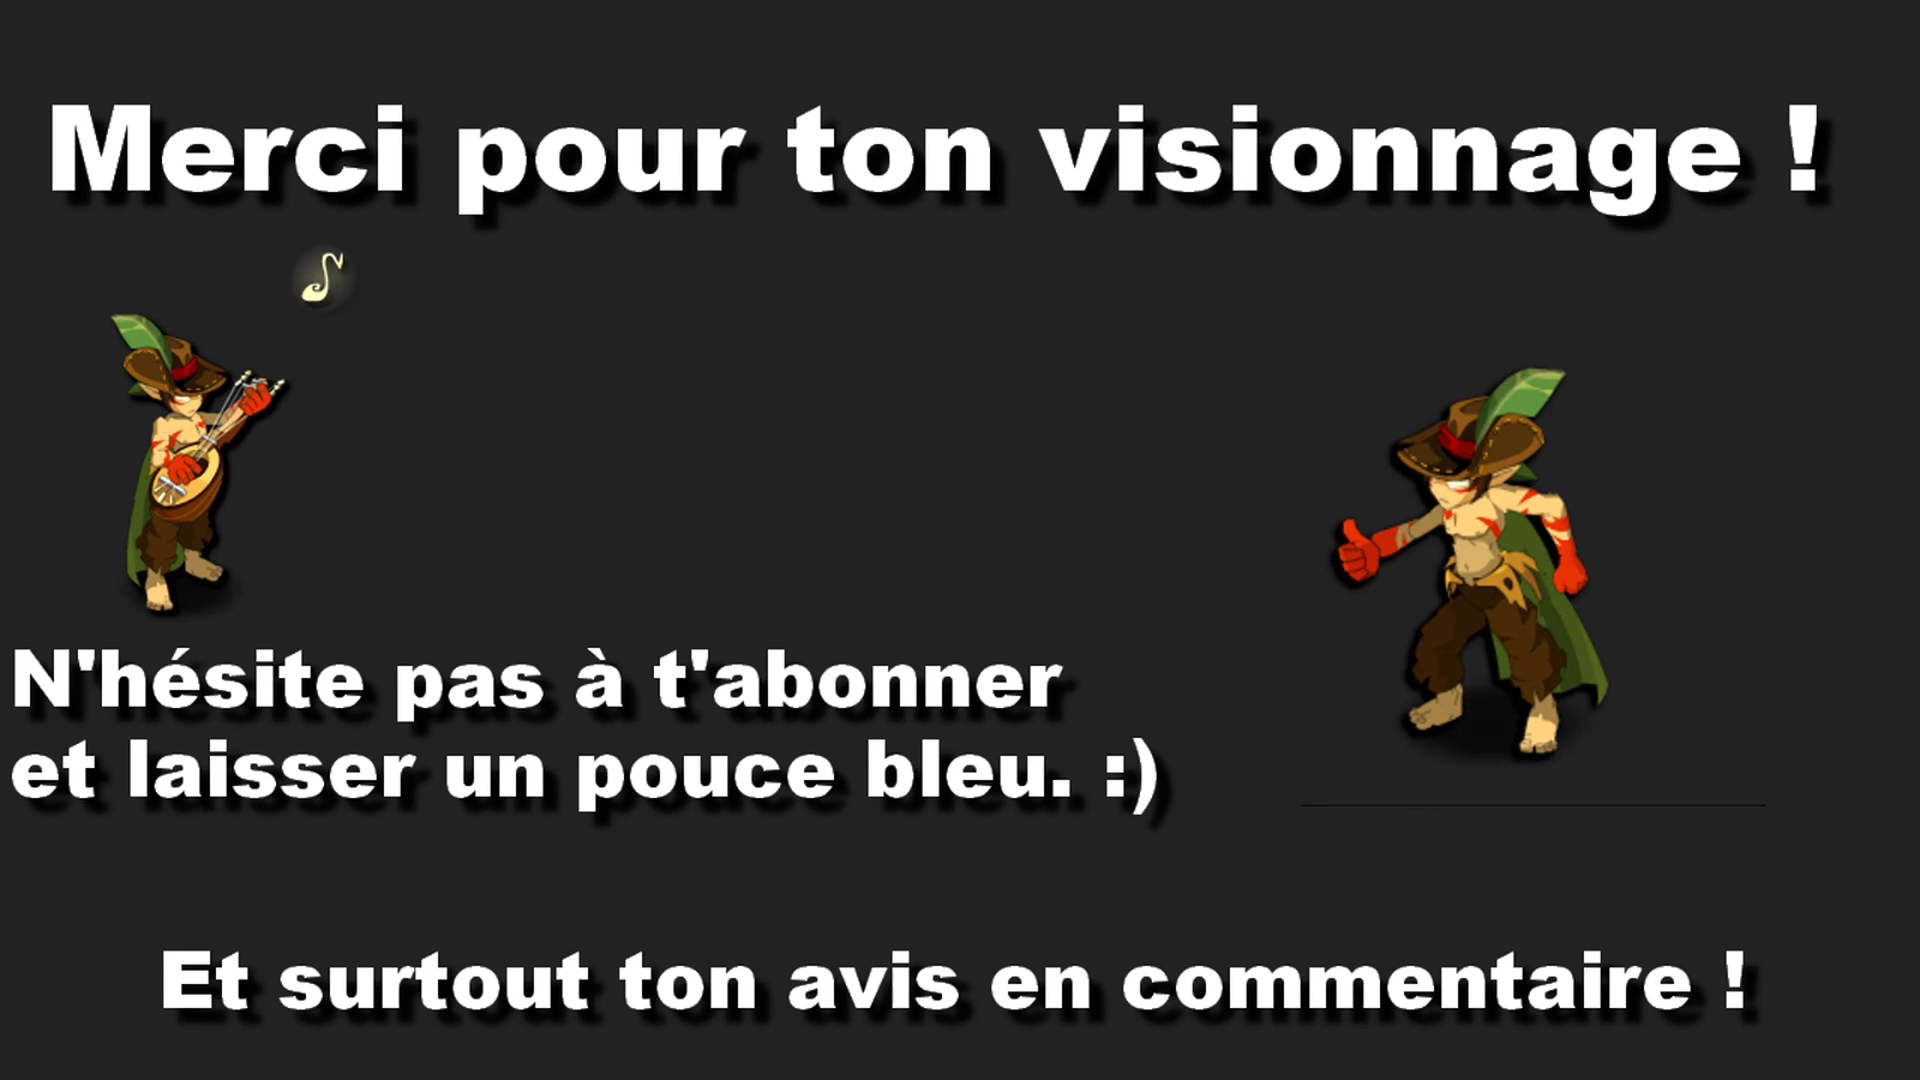 Merci pour ton visionnage !
N'hésite pas à t'abonner
et laisser un pouce bleu. :)
Et surtout ton avis en commentaire !